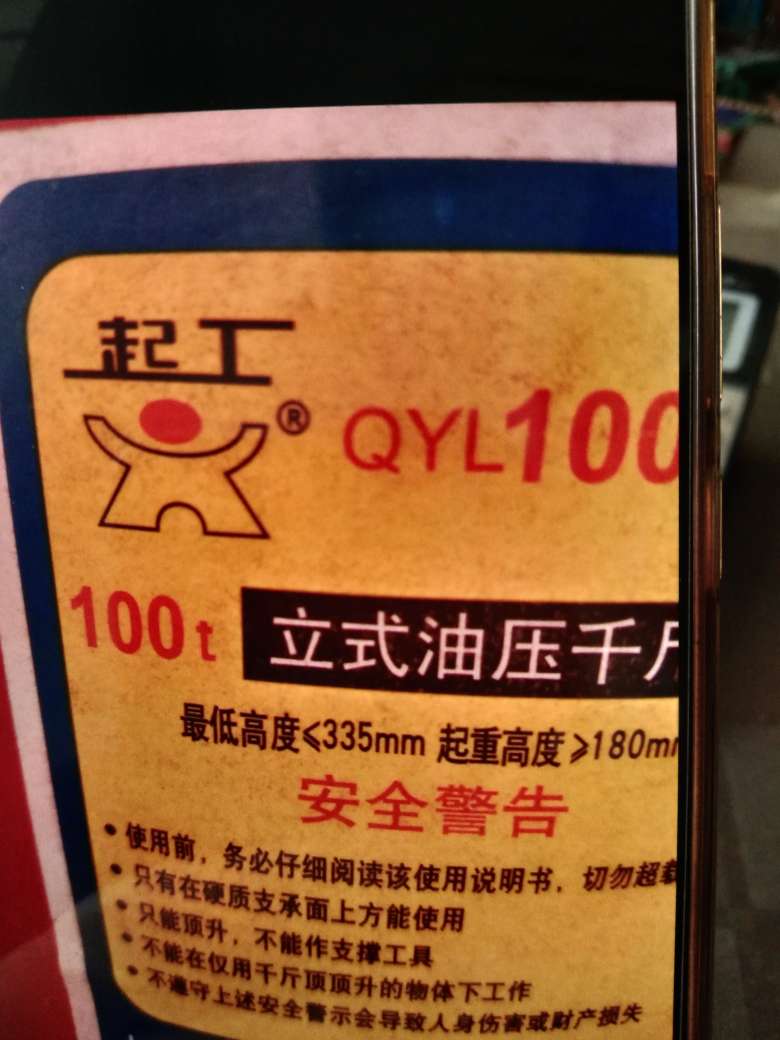 起工
® QYL100
100t 立式油压千斤
最低高度≤335mm 起重高度≥180mm
安全警告
• 使用前，务必仔细阅读该使用说明书，切勿超载
• 只有在硬质支承面上方能使用
• 只能顶升，不能作支撑工具
• 不能在仅用千斤顶顶升的物体下工作
• 不遵守上述安全警示会导致人身伤害或财产损失